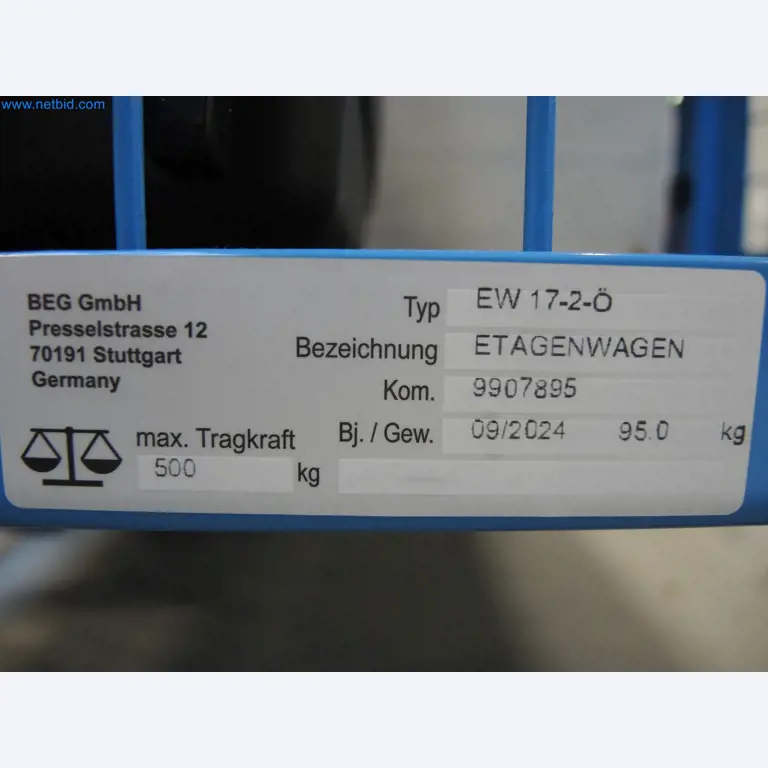 www.netbid.com
BEG GmbH
Presselstrasse 12
70191 Stuttgart
Germany
Typ EW 17-2-Ö
Bezeichnung ETAGENWAGEN
Kom. 9907895
Bj. / Gew. 09/2024 95.0 kg
max. Tragkraft
500 kg